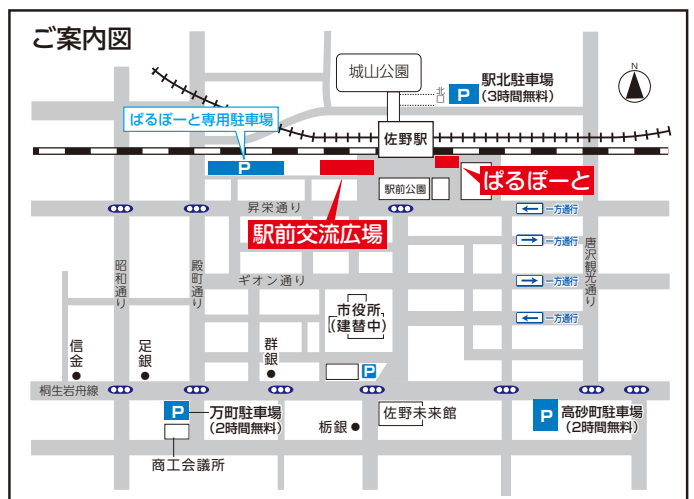 ご案内図
城山公園
北口
P
駅北駐車場
(3時間無料)
N
ぱるぽーと専用駐車場
P
佐野駅
ぱるぽーと
駅前公園
昇栄通り
駅前交流広場
一方通行
一方通行
一方通行
一方通行
昭和通り
殿町通り
唐沢観光通り
ギオン通り
市役所
(建替中)
信金
足銀
群銀
P
桐生岩舟線
P
万町駐車場
(2時間無料)
栃銀
佐野未来館
P
高砂町駐車場
(2時間無料)
商工会議所